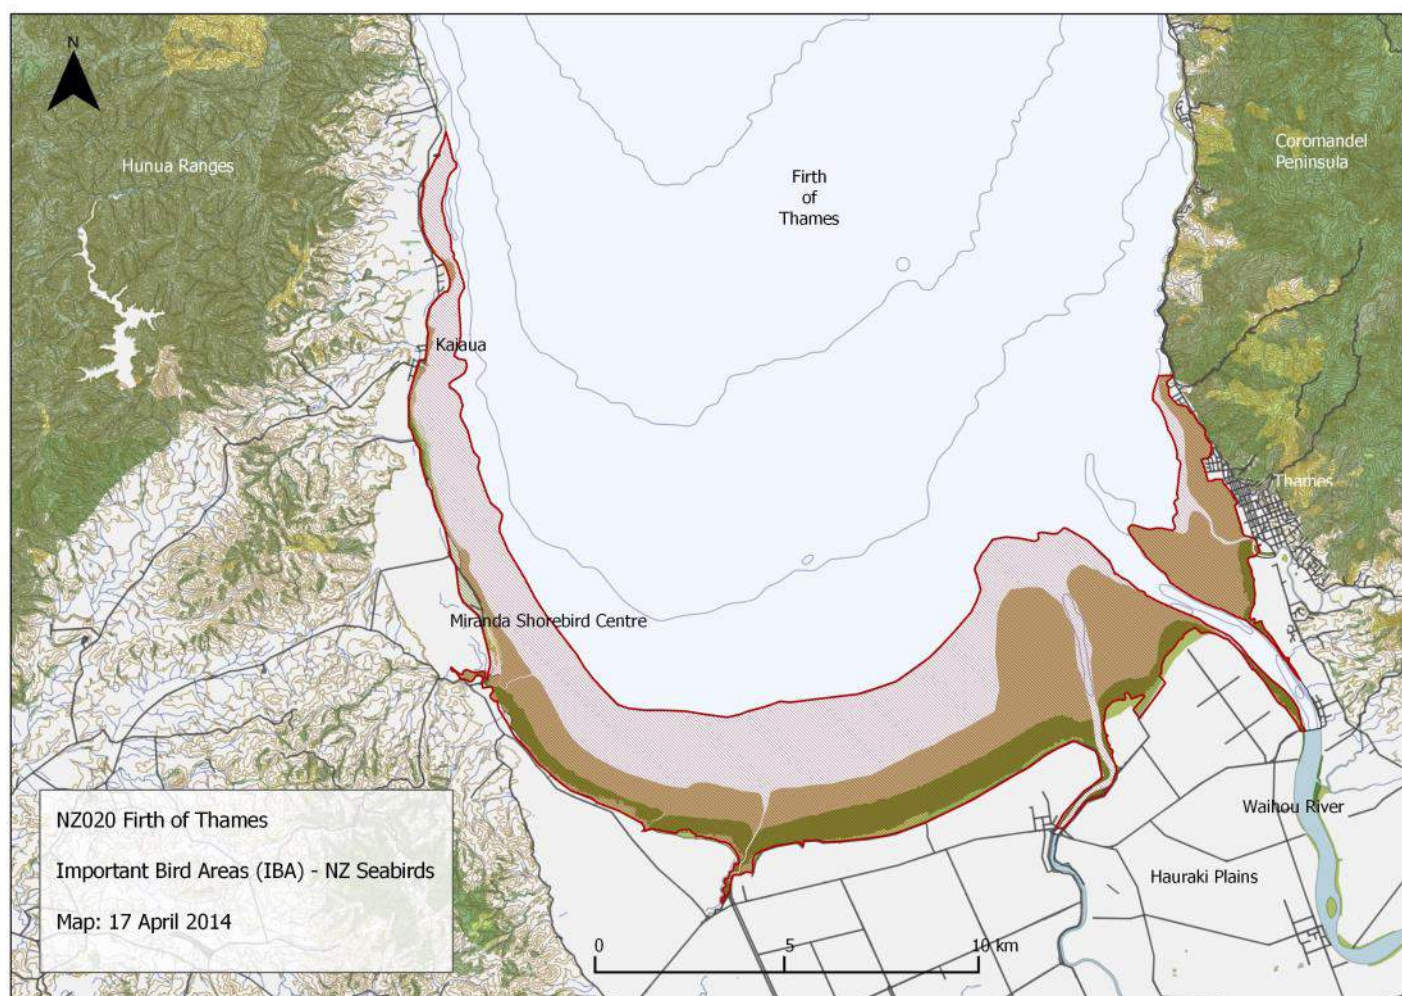 N
Hunua Ranges
Coromandel
Peninsula
Firth
of
Thames
Kaiaua
Thames
Miranda Shorebird Centre
Waihou River
Hauraki Plains
NZ020 Firth of Thames
Important Bird Areas (IBA) - NZ Seabirds
Map: 17 April 2014
0 5 10 km